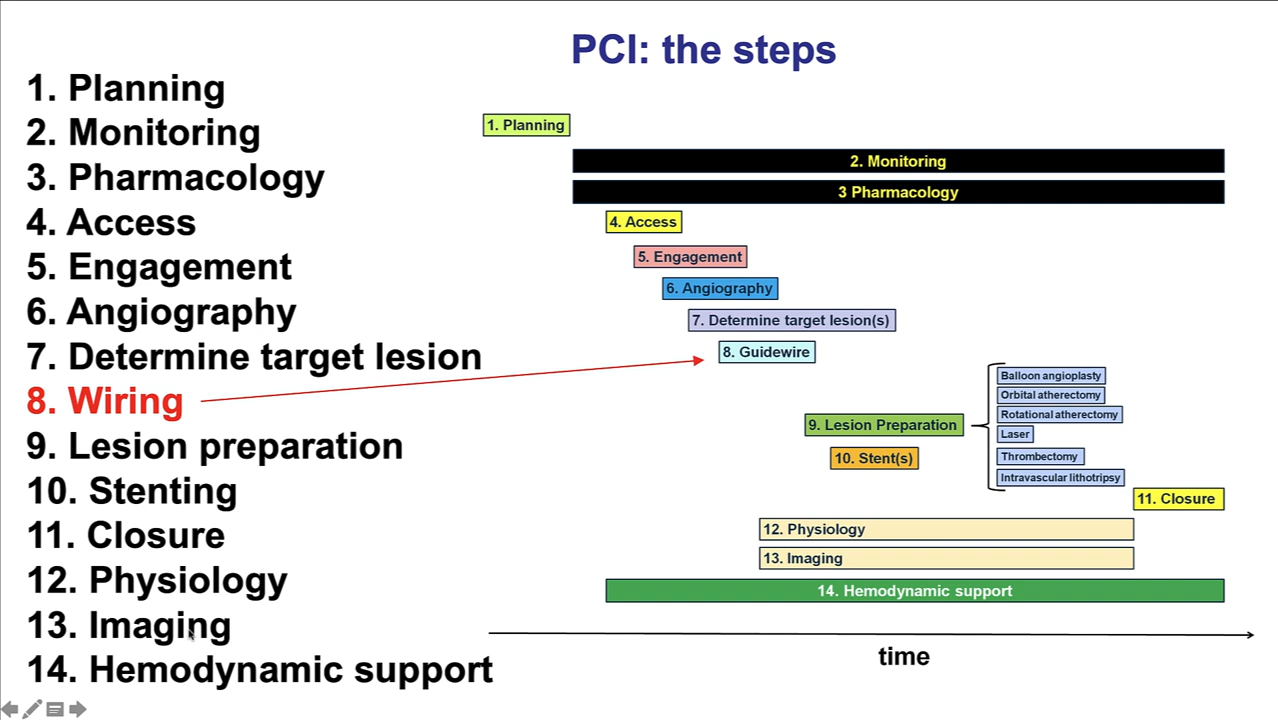 PCI: the steps
1. Planning
2. Monitoring
3. Pharmacology
4. Access
5. Engagement
6. Angiography
7. Determine target lesion
8. Wiring
9. Lesion preparation
10. Stenting
11. Closure
12. Physiology
13. Imaging
14. Hemodynamic support
1. Planning
2. Monitoring
3 Pharmacology
4. Access
5. Engagement
6. Angiography
7. Determine target lesion(s)
8. Guidewire
9. Lesion Preparation
Balloon angioplasty
Orbital atherectomy
Rotational atherectomy
Laser
Thrombectomy
Intravascular lithotripsy
10. Stent(s)
11. Closure
12. Physiology
13. Imaging
14. Hemodynamic support
time